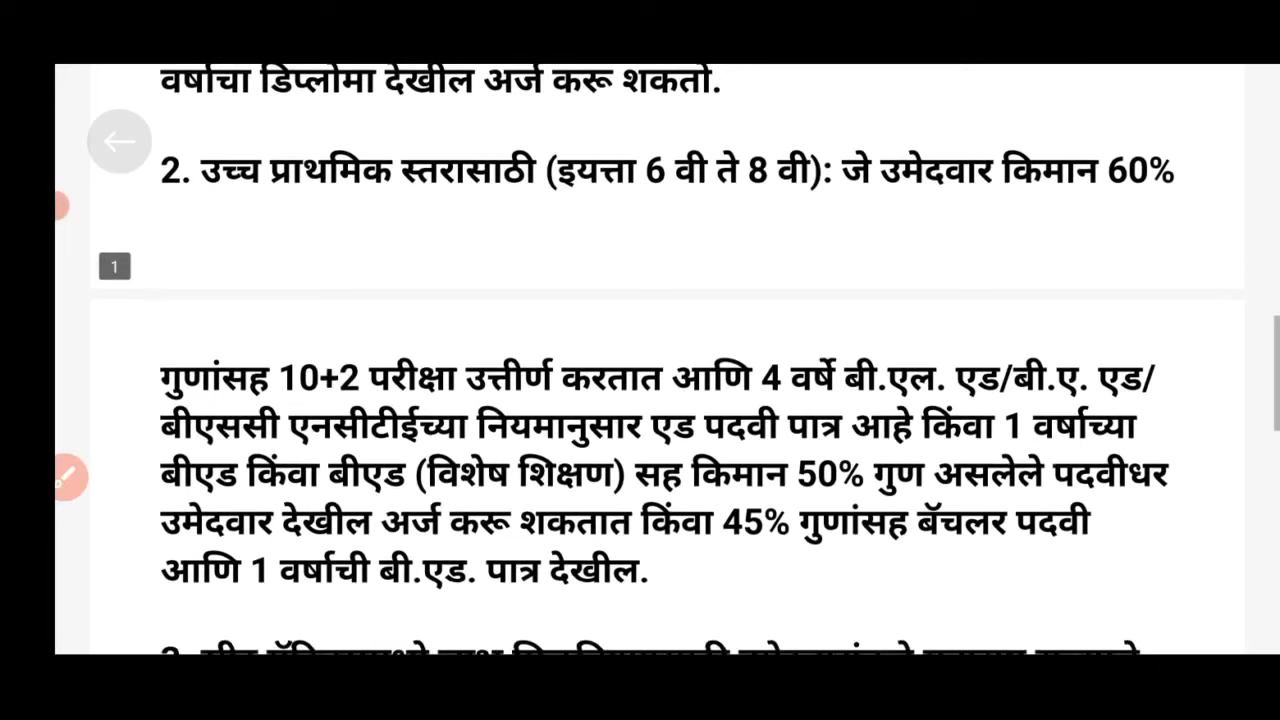 वर्षाचा डिप्लोमा देखील अर्ज करू शकतो.
2. उच्च प्राथमिक स्तरासाठी (इयत्ता 6 वी ते 8 वी): जे उमेदवार किमान 60%
1
गुणांसह 10+2 परीक्षा उत्तीर्ण करतात आणि 4 वर्षे बी.एल. एड/बी.ए. एड/
बीएससी एनसीटीईच्या नियमानुसार एड पदवी पात्र आहे किंवा 1 वर्षाच्या
बीएड किंवा बीएड (विशेष शिक्षण) सह किमान 50% गुण असलेले पदवीधर
उमेदवार देखील अर्ज करू शकतात किंवा 45% गुणांसह बॅचलर पदवी
आणि 1 वर्षाची बी.एड. पात्र देखील.